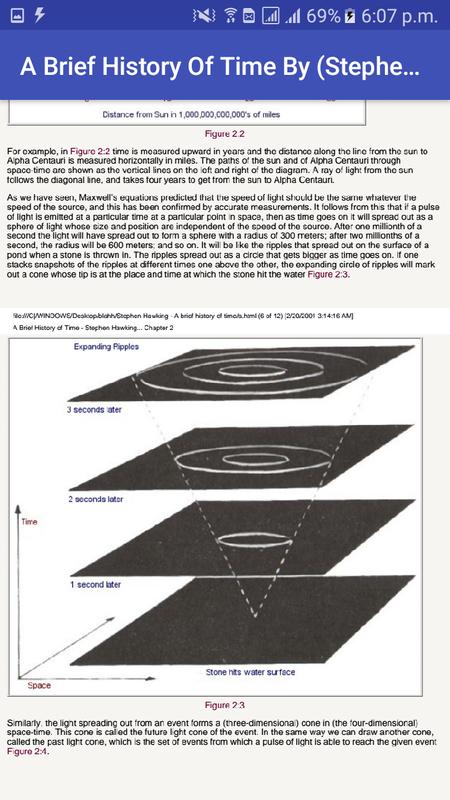 69% 6:07 p.m.
A Brief History Of Time By (Stephe...
Distance from Sun in 1,000,000,000,000's of miles
Figure 2.2
For example, in Figure 2:2 time is measured upward and the distance along the line from the sun to
Alpha Centauri is measured horizontally in miles. The paths of the sun and of Alpha Centauri through
space-time are shown as the vertical lines on the left and right of the diagram. A ray of light from the sun
follows the diagonal line, and takes four years to get from the sun to Alpha Centauri.
As we have seen, Maxwell's equations predicted that the speed of light should be the same whatever the
speed of the source, and this has been confirmed by accurate measurements. It follows from this that if a pulse
of light is emitted at a particular time at a particular point in space, then as time goes on it will spread out as a
sphere of light whose size and position are independent of the speed of the source. After one millionth of a
second the light will have spread out to form a sphere with a radius of 300 meters; after two millionths of a
second, the radius will be 600 meters; and so on. It will be like the ripples that spread out on the surface of a
pond when a stone is thrown in. The ripples spread out as a circle that gets bigger as time goes on. If one
stacks snapshots of the ripples at different times one above the other, the expanding circle of ripples will mark
out a cone whose tip is at the place and time at which the stone hit the water Figure 2:3.
file:///C|/WINDOWS/Desktop/blahh/Stephen Hawking - A brief history of time/s.html (6 of 12) [2/20/2001 3:14:16 AM]
A Brief History of Time - Stephen Hawking... Chapter 2
Expanding Ripples
3 seconds later
2 seconds later
Time
1 second later
Stone hits water surface
Space
Figure 2:3
Similarly, the light spreading out from an event forms a (three-dimensional) cone in (the four-dimensional)
space-time. This cone is called the future light cone of the event. In the same way we can draw another cone,
called the past light cone, which is the set of events from which a pulse of light is able to reach the given event
Figure 2:4.